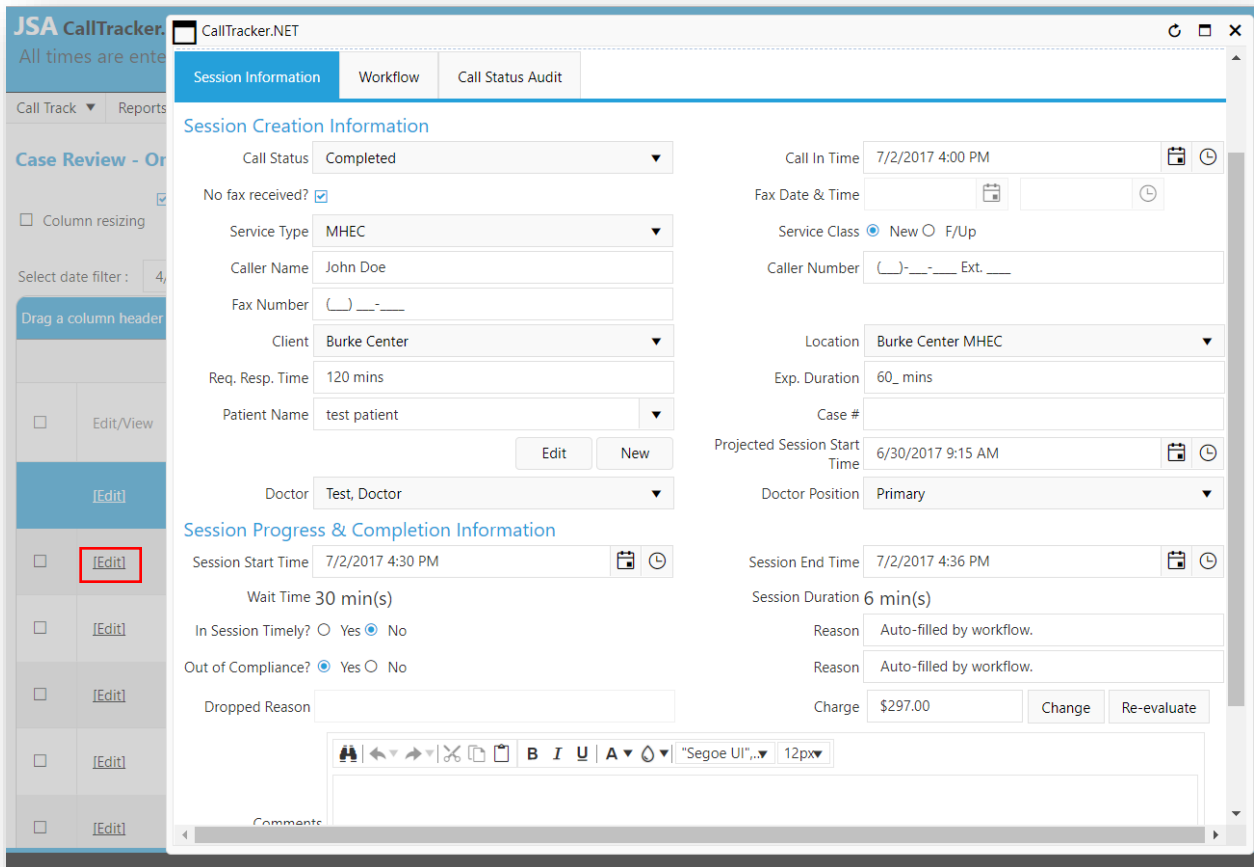 JSA CallTracker.
All times are ente
Call Track Reports
Case Review - Or
Column resizing
Select date filter : 4/
Drag a column header
Edit/View
[Edit]
[Edit]
[Edit]
[Edit]
[Edit]
[Edit]
CallTracker.NET
Session Information Workflow Call Status Audit
Session Creation Information
Call Status Completed Call In Time 7/2/2017 4:00 PM
No fax received? Fax Date & Time
Service Type MHEC Service Class New F/Up
Caller Name John Doe Caller Number (__)-__-___ Ext. ___
Fax Number (__) __-___
Client Burke Center Location Burke Center MHEC
Req. Resp. Time 120 mins Exp. Duration 60_ mins
Patient Name test patient Case #
Edit New Projected Session Start Time 6/30/2017 9:15 AM
Doctor Test, Doctor Doctor Position Primary
Session Progress & Completion Information
Session Start Time 7/2/2017 4:30 PM Session End Time 7/2/2017 4:36 PM
Wait Time 30 min(s) Session Duration 6 min(s)
In Session Timely? Yes No Reason Auto-filled by workflow.
Out of Compliance? Yes No Reason Auto-filled by workflow.
Dropped Reason Charge $297.00 Change Re-evaluate
B I U A "Segoe UI",... 12px
Comments